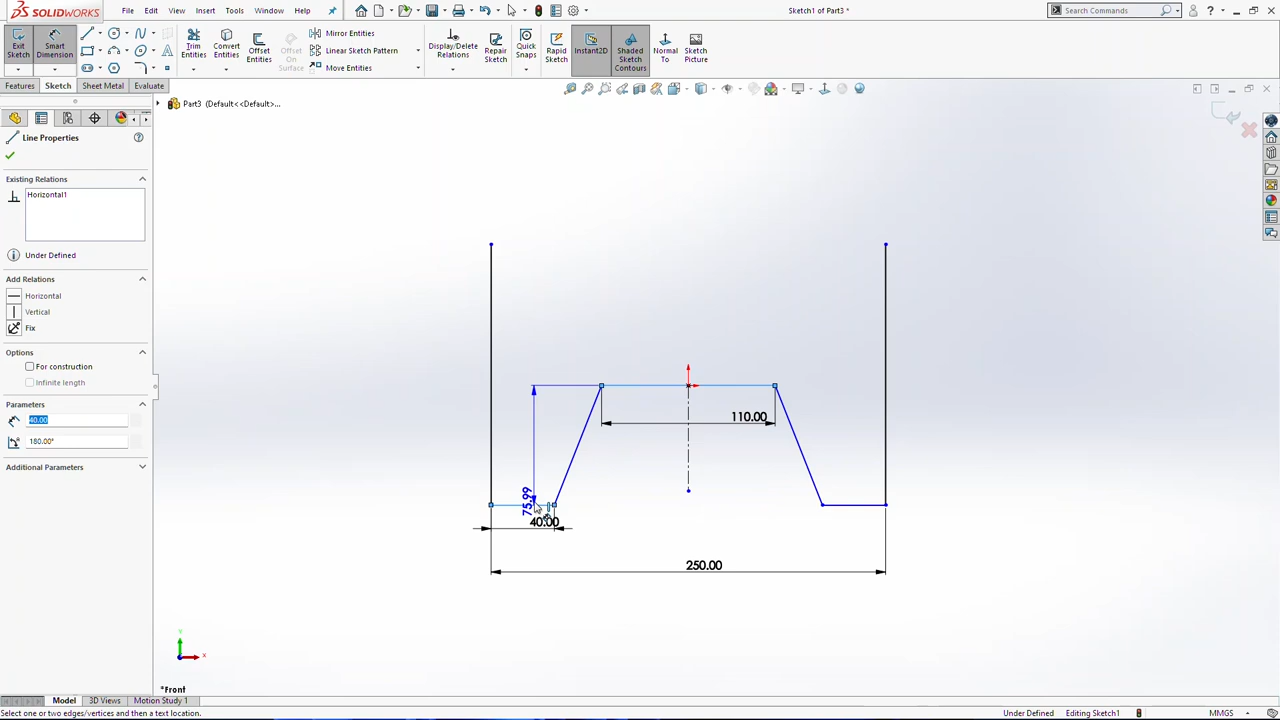 SOLIDWORKS
File
Edit
View
Insert
Tools
Window
Help
Sketch1 of Part3 *
Search Commands
Exit Sketch
Smart Dimension
Trim Entities
Convert Entities
Offset Entities
Offset On Surface
Mirror Entities
Linear Sketch Pattern
Move Entities
Display/Delete Relations
Repair Sketch
Quick Snaps
Rapid Sketch
Instant2D
Shaded Sketch Contours
Normal To
Sketch Picture
Features
Sketch
Sheet Metal
Evaluate
Part3 (Default<<Default>...
Line Properties
Existing Relations
Horizontal1
Under Defined
Add Relations
Horizontal
Vertical
Fix
Options
For construction
Infinite length
Parameters
40.00
180.00°
Additional Parameters
110.00
75.99
40.00
250.00
Y
x
*Front
Model
3D Views
Motion Study 1
Select one or two edges/vertices and then a text location.
Under Defined
Editing Sketch1
MMGS